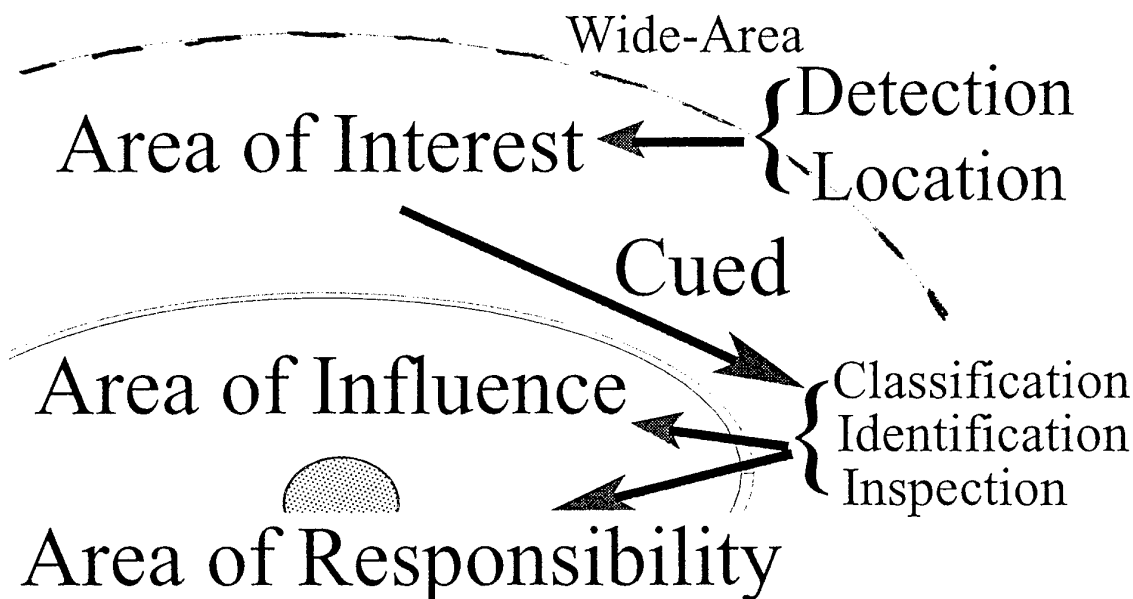 Wide-Area
Detection
Area of Interest
Location
Cued
Area of Influence
Classification
Identification
Inspection
Area of Responsibility